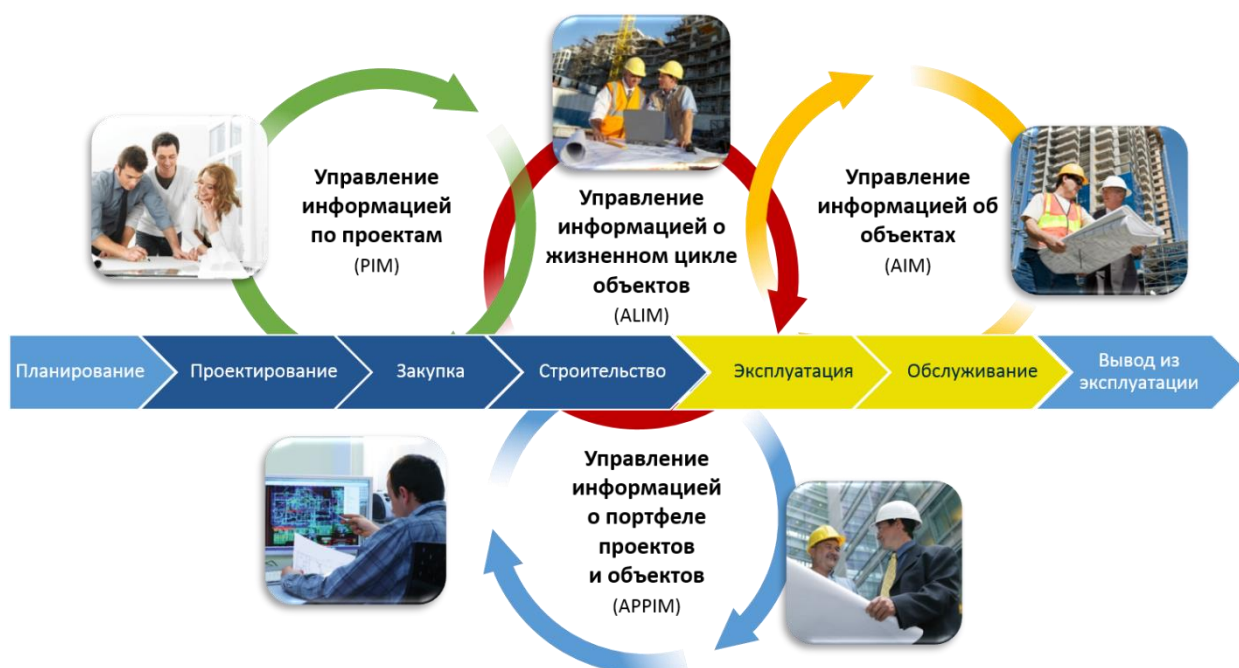 Управление
информацией
по проектам
(PIM)
Управление
информацией о
жизненном цикле
объектов
(ALIM)
Управление
информацией об
объектах
(AIM)
Планирование
Проектирование
Закупка
Строительство
Эксплуатация
Обслуживание
Вывод из
эксплуатации
Управление
информацией
о портфеле
проектов
и объектов
(APPIM)